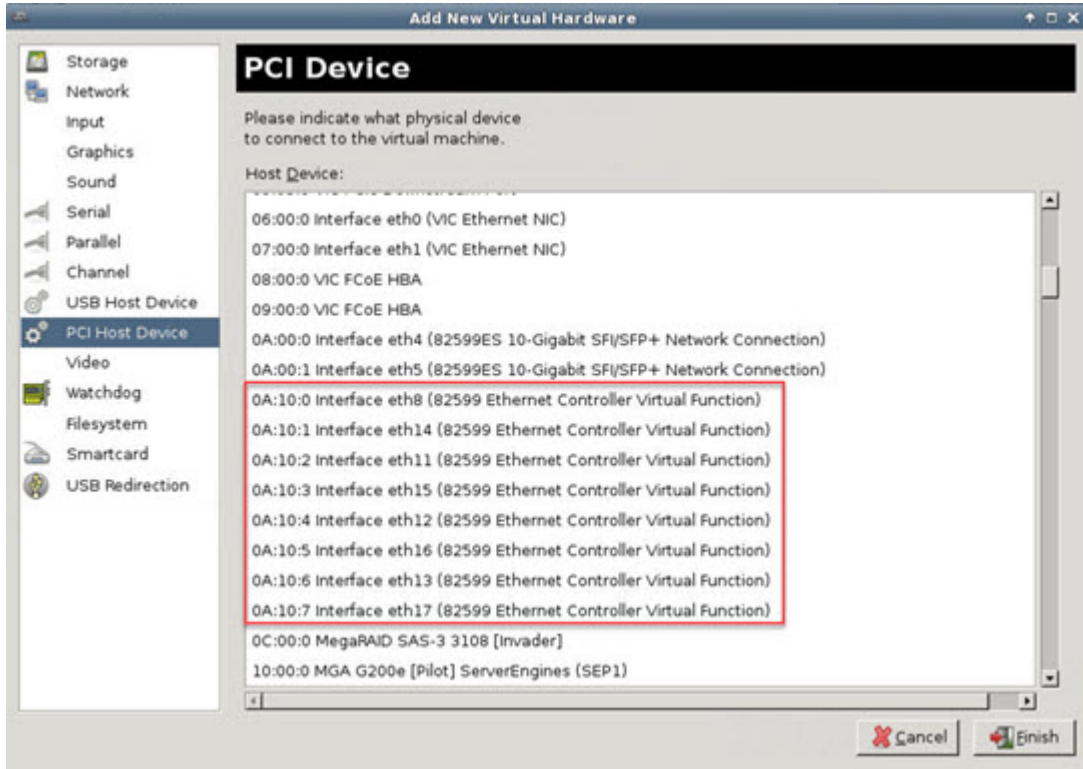 Add New Virtual Hardware
Storage
Network
Input
Graphics
Sound
Serial
Parallel
Channel
USB Host Device
PCI Host Device
Video
Watchdog
Filesystem
Smartcard
USB Redirection
PCI Device
Please indicate what physical device
to connect to the virtual machine.
Host Device:
06:00:0 Interface eth0 (VIC Ethernet NIC)
07:00:0 Interface eth1 (VIC Ethernet NIC)
08:00:0 VIC FCoE HBA
09:00:0 VIC FCoE HBA
0A:00:0 Interface eth4 (82599ES 10-Gigabit SFI/SFP+ Network Connection)
0A:00:1 Interface eth5 (82599ES 10-Gigabit SFI/SFP+ Network Connection)
0A:10:0 Interface eth8 (82599 Ethernet Controller Virtual Function)
0A:10:1 Interface eth14 (82599 Ethernet Controller Virtual Function)
0A:10:2 Interface eth11 (82599 Ethernet Controller Virtual Function)
0A:10:3 Interface eth15 (82599 Ethernet Controller Virtual Function)
0A:10:4 Interface eth12 (82599 Ethernet Controller Virtual Function)
0A:10:5 Interface eth16 (82599 Ethernet Controller Virtual Function)
0A:10:6 Interface eth13 (82599 Ethernet Controller Virtual Function)
0A:10:7 Interface eth17 (82599 Ethernet Controller Virtual Function)
0C:00:0 MegaRAID SAS-3 3108 [Invader]
10:00:0 MGA G200e [Pilot] ServerEngines (SEP1)
Cancel
Finish